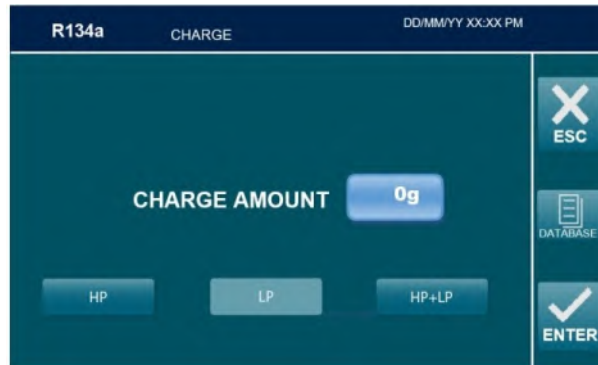 R134a CHARGE DD/MM/YY XX:XX PM
ESC
CHARGE AMOUNT 0g
DATABASE
HP LP HP+LP
ENTER